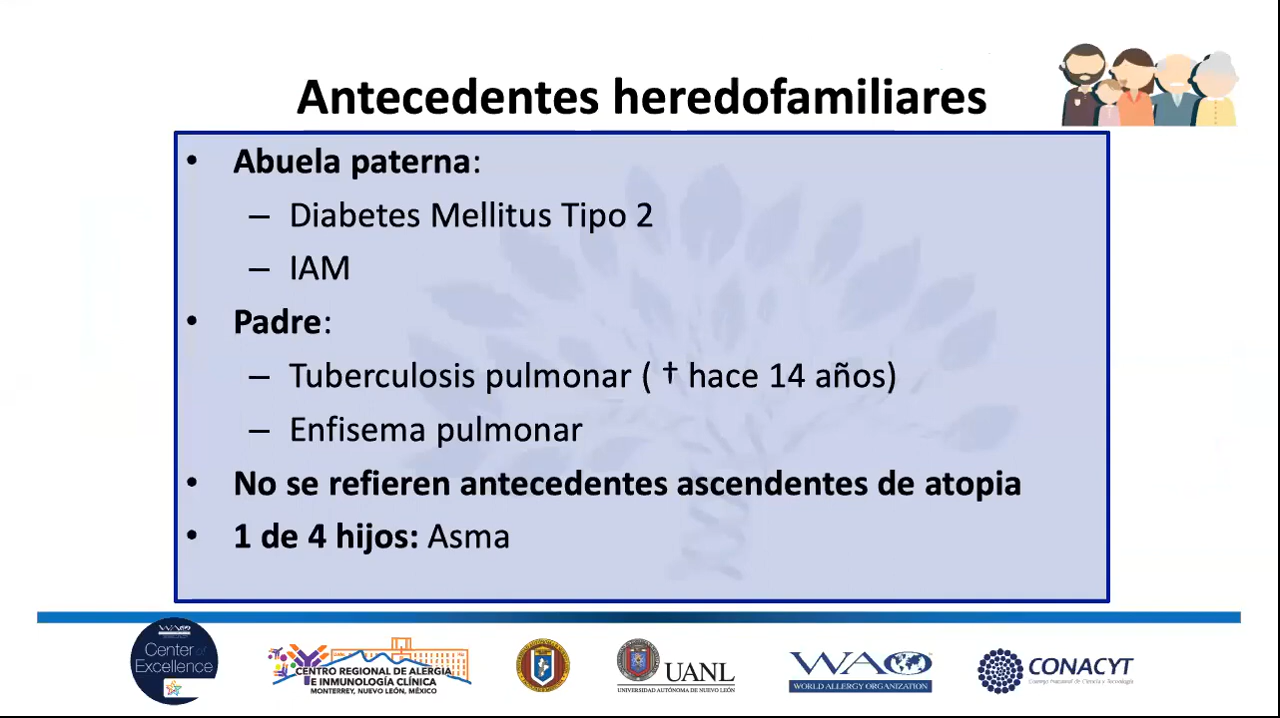 Antecedentes heredofamiliares
• Abuela paterna:
– Diabetes Mellitus Tipo 2
– IAM
• Padre:
– Tuberculosis pulmonar ( † hace 14 años)
– Enfisema pulmonar
• No se refieren antecedentes ascendentes de atopia
• 1 de 4 hijos: Asma
WAO
Center of
Excellence
CENTRO REGIONAL DE ALERGIA
E INMUNOLOGÍA CLÍNICA
MONTERREY, NUEVO LEÓN, MÉXICO
UANL
UNIVERSIDAD AUTÓNOMA DE NUEVO LEÓN
WAO
WORLD ALLERGY ORGANIZATION
CONACYT
Consejo Nacional de Ciencia y Tecnología